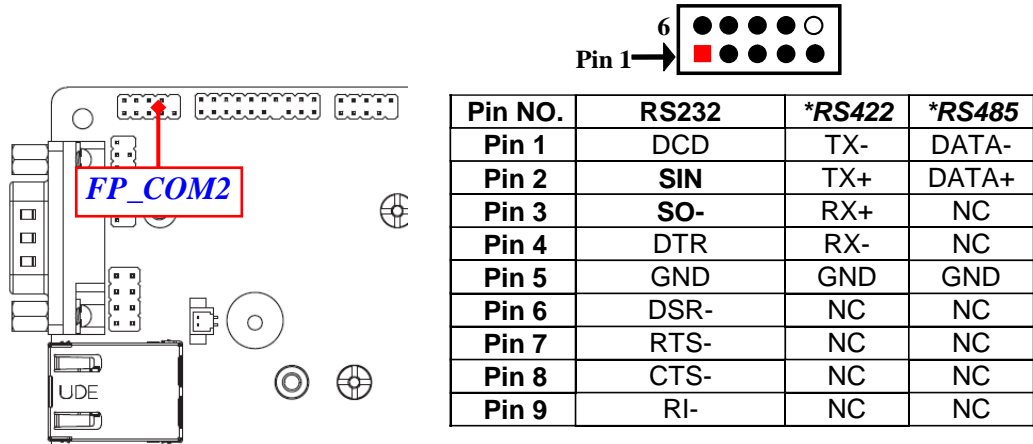 6
Pin 1
FP_COM2
UDE
Pin NO. RS232 *RS422 *RS485
Pin 1 DCD TX- DATA-
Pin 2 SIN TX+ DATA+
Pin 3 SO- RX+ NC
Pin 4 DTR RX- NC
Pin 5 GND GND GND
Pin 6 DSR- NC NC
Pin 7 RTS- NC NC
Pin 8 CTS- NC NC
Pin 9 RI- NC NC